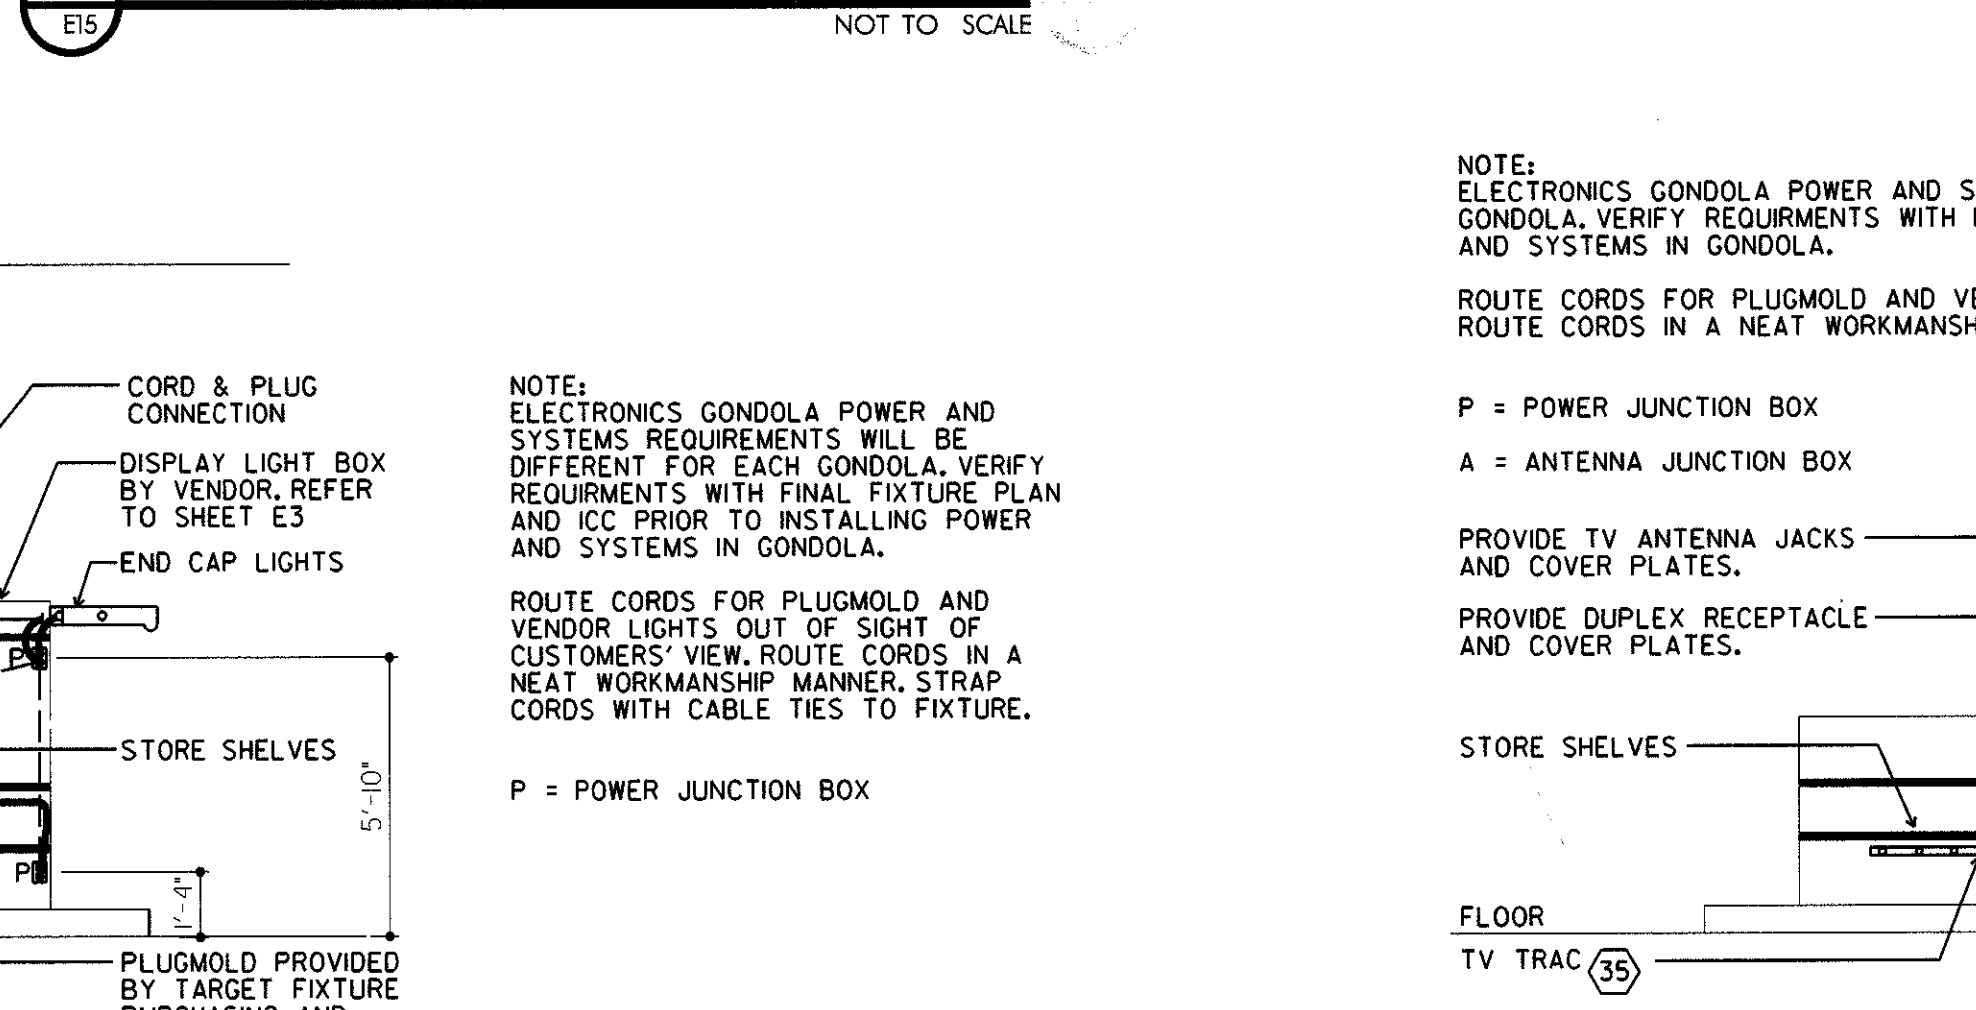 E15
NOT TO SCALE
CORD & PLUG
CONNECTION
DISPLAY LIGHT BOX
BY VENDOR. REFER
TO SHEET E3
END CAP LIGHTS
P
STORE SHELVES
5'-10"
P
1'-4"
PLUGMOLD PROVIDED
BY TARGET FIXTURE
PURCHASING AND
NOTE:
ELECTRONICS GONDOLA POWER AND
SYSTEMS REQUIREMENTS WILL BE
DIFFERENT FOR EACH GONDOLA. VERIFY
REQUIRMENTS WITH FINAL FIXTURE PLAN
AND ICC PRIOR TO INSTALLING POWER
AND SYSTEMS IN GONDOLA.
ROUTE CORDS FOR PLUGMOLD AND
VENDOR LIGHTS OUT OF SIGHT OF
CUSTOMERS' VIEW. ROUTE CORDS IN A
NEAT WORKMANSHIP MANNER. STRAP
CORDS WITH CABLE TIES TO FIXTURE.
P = POWER JUNCTION BOX
NOTE:
ELECTRONICS GONDOLA POWER AND S
GONDOLA. VERIFY REQUIRMENTS WITH
AND SYSTEMS IN GONDOLA.
ROUTE CORDS FOR PLUGMOLD AND VE
ROUTE CORDS IN A NEAT WORKMANSH
P = POWER JUNCTION BOX
A = ANTENNA JUNCTION BOX
PROVIDE TV ANTENNA JACKS
AND COVER PLATES.
PROVIDE DUPLEX RECEPTACLE
AND COVER PLATES.
STORE SHELVES
FLOOR
TV TRAC 35